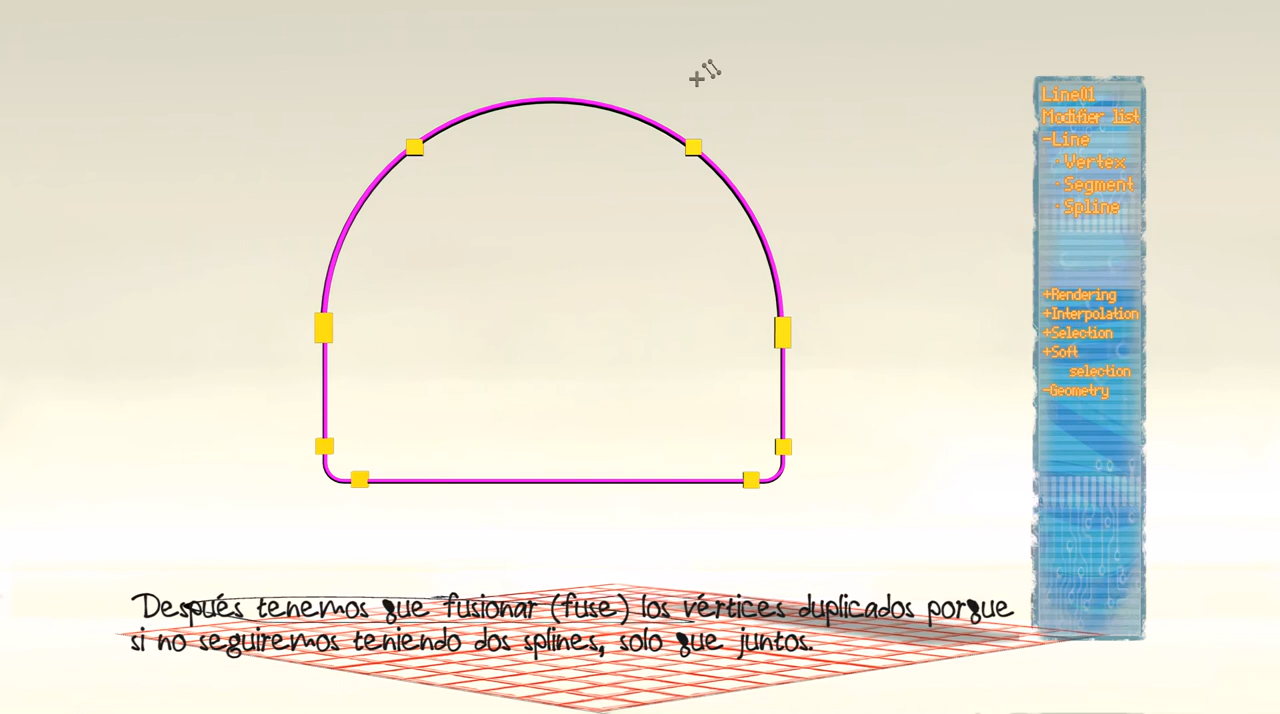 Line01
Modifier list
-Line
·Vertex
·Segment
·Spline
+Rendering
+Interpolation
+Selection
+Soft
selection
-Geometry
Después tenemos que fusionar (fuse) los vértices duplicados porque
si no seguiremos teniendo dos splines, solo que juntos.